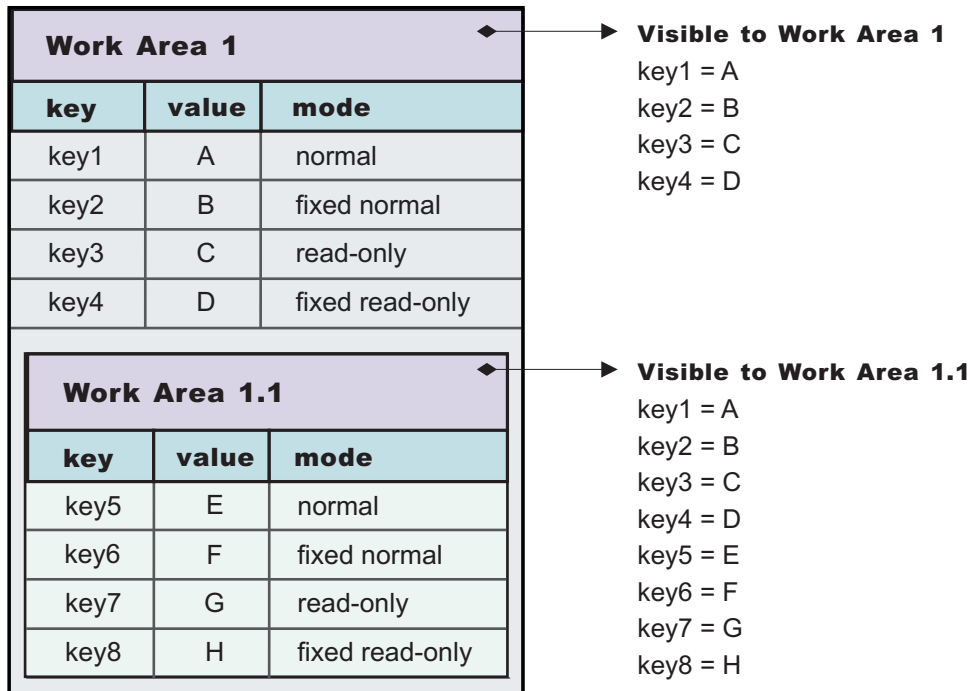 Work Area 1
key value mode
key1 A normal
key2 B fixed normal
key3 C read-only
key4 D fixed read-only
Visible to Work Area 1
key1 = A
key2 = B
key3 = C
key4 = D
Work Area 1.1
key value mode
key5 E normal
key6 F fixed normal
key7 G read-only
key8 H fixed read-only
Visible to Work Area 1.1
key1 = A
key2 = B
key3 = C
key4 = D
key5 = E
key6 = F
key7 = G
key8 = H